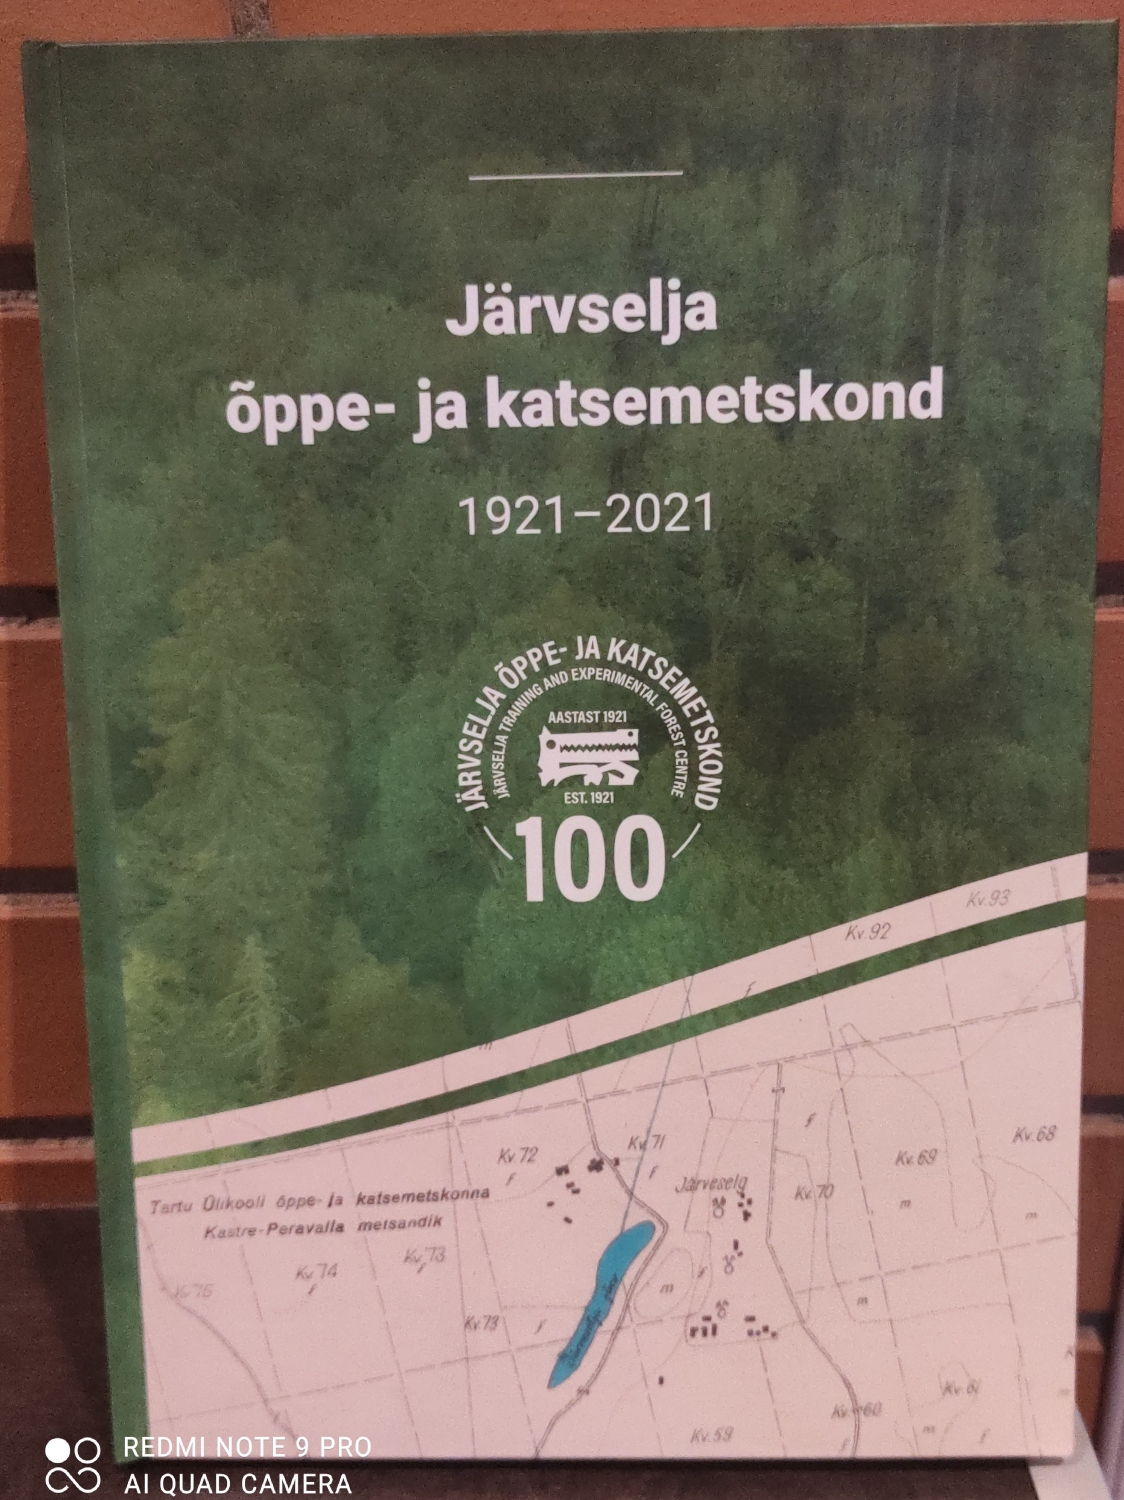 Järvselja
õppe- ja katsemetskond
1921–2021
JÄRVSELJA ÕPPE- JA KATSEMETSKOND
JÄRVSELJA TRAINING AND EXPERIMENTAL FOREST CENTRE
AASTAST 1921
EST. 1921
100
Kv.93
Kv.92
f
m
Kv.68
Kv.71
Kv.72
Kv.69
f
f
f
Järveselg
Kv.70
Tartu Ülikooli õppe- ja katsemetskonna
Kastre-Peravalla metsandik
m
m
Kv.73
Kv.74
f
f
Kv.75
f
m
m
Kv.73
f
järv
Kv.61
Kv.60
Kv.59
m
f
f
REDMI NOTE 9 PRO
AI QUAD CAMERA